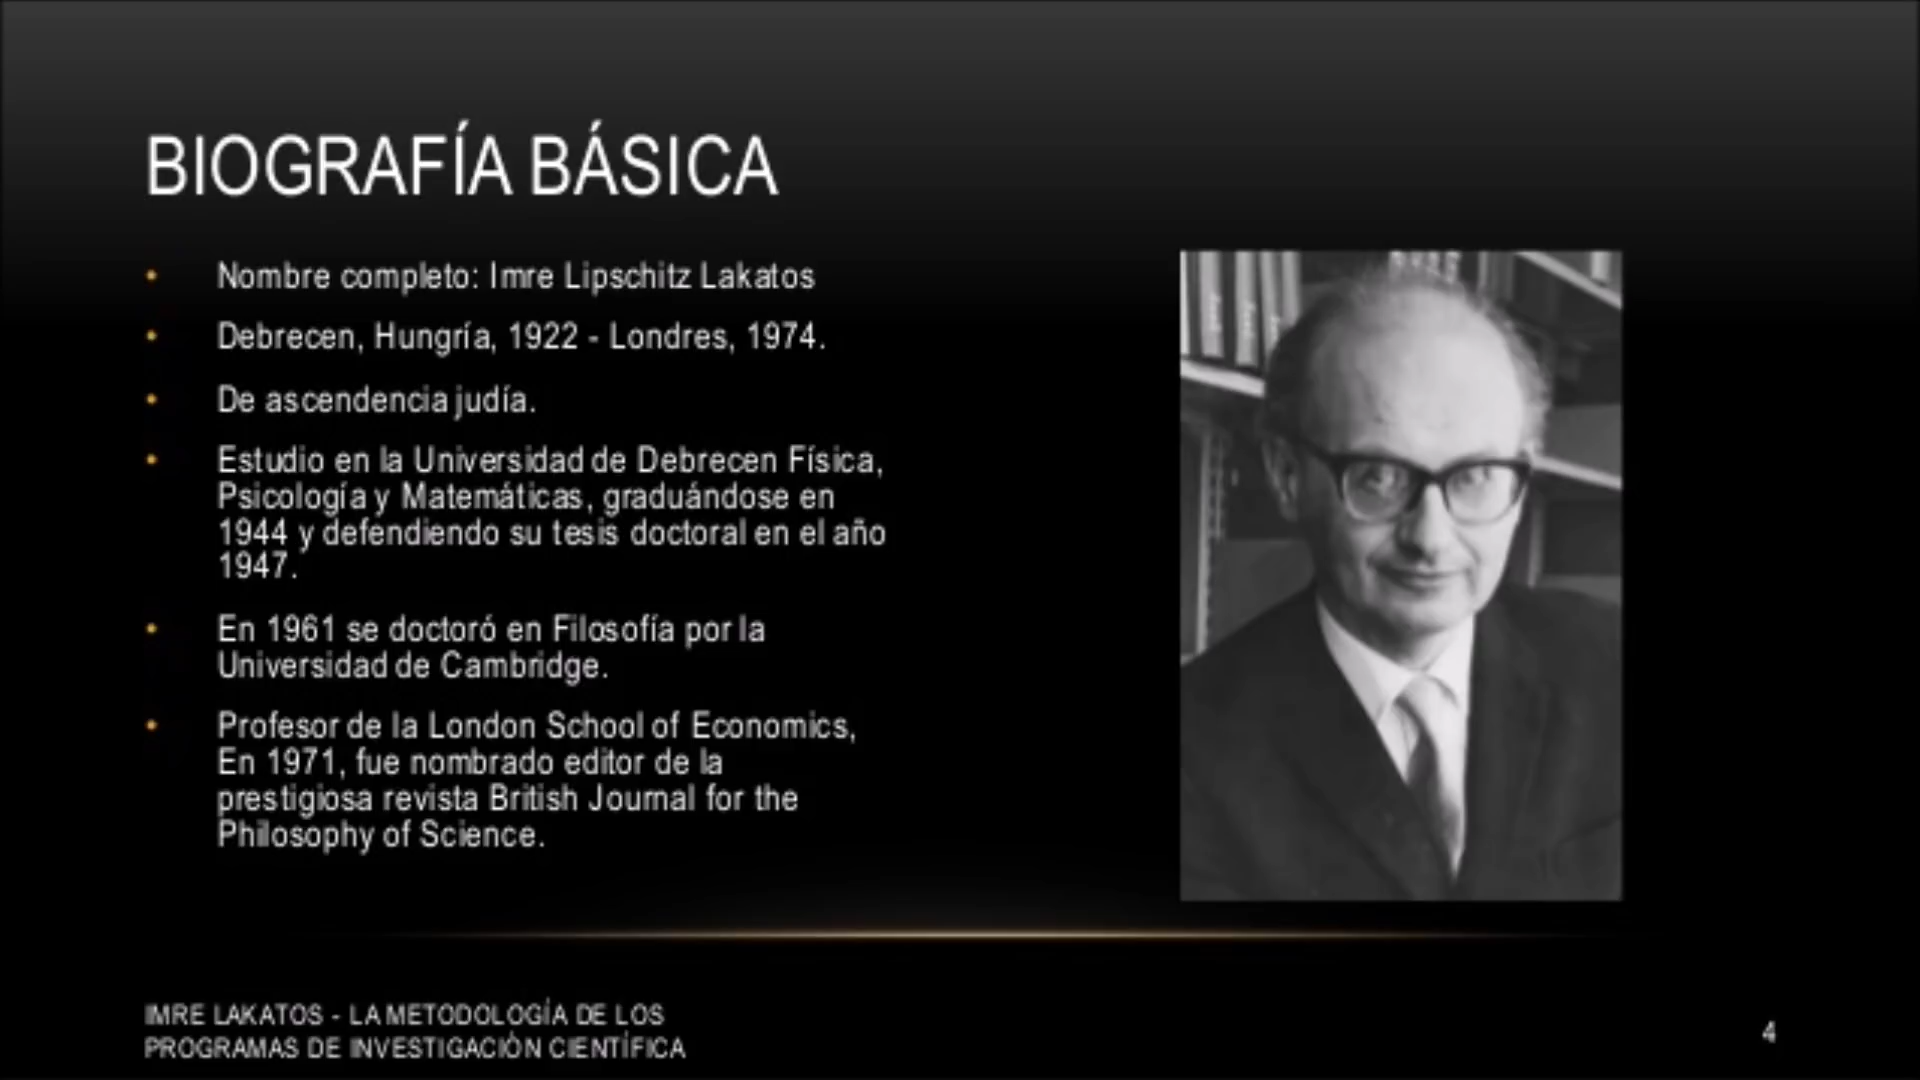 BIOGRAFÍA BÁSICA
• Nombre completo: Imre Lipschitz Lakatos
• Debrecen, Hungría, 1922 - Londres, 1974.
• De ascendencia judía.
• Estudio en la Universidad de Debrecen Física,
Psicología y Matemáticas, graduándose en
1944 y defendiendo su tesis doctoral en el año
1947.
• En 1961 se doctoró en Filosofía por la
Universidad de Cambridge.
• Profesor de la London School of Economics,
En 1971, fue nombrado editor de la
prestigiosa revista British Journal for the
Philosophy of Science.
IMRE LAKATOS - LA METODOLOGÍA DE LOS
PROGRAMAS DE INVESTIGACIÓN CIENTÍFICA
4